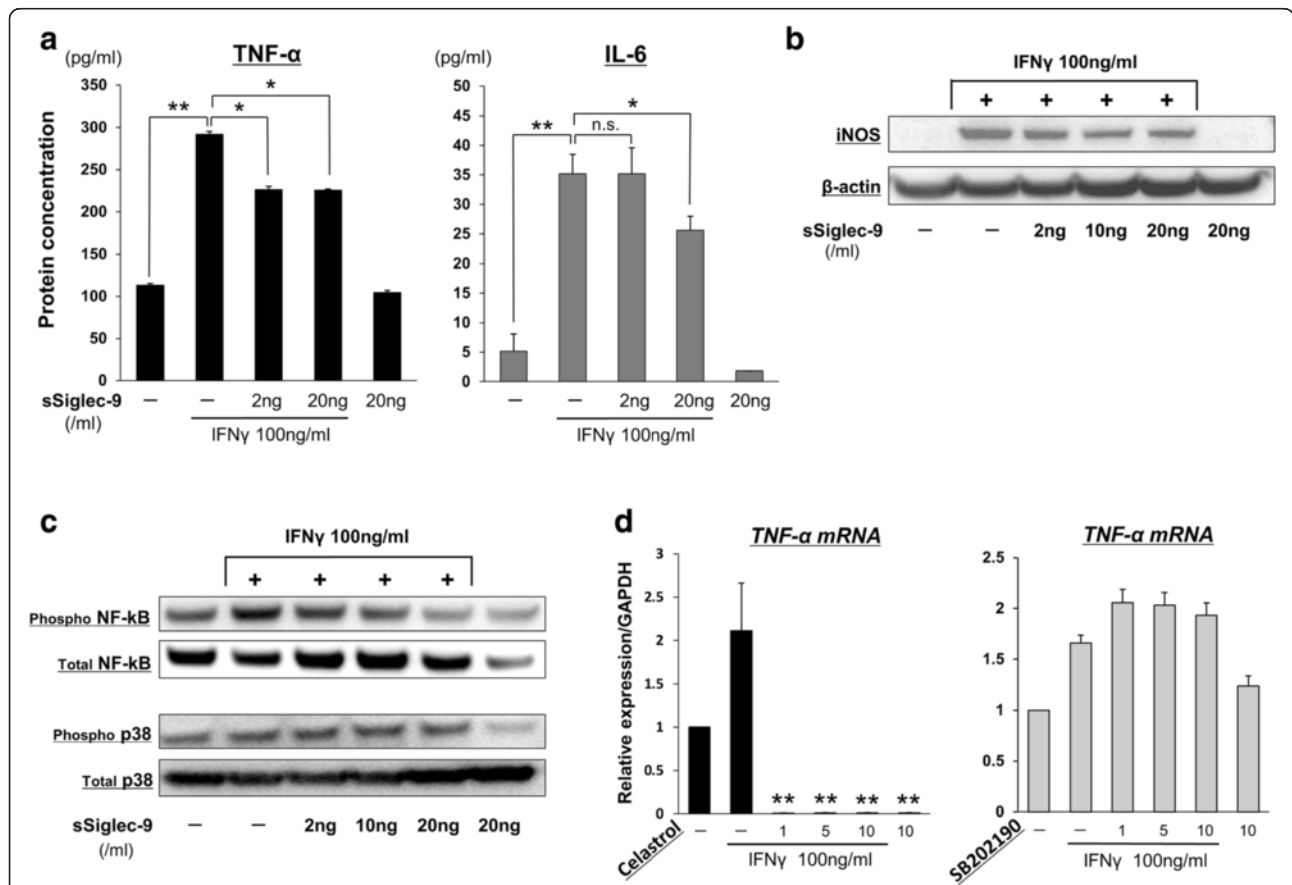 a
(pg/ml)
TNF-α
**
*
*
Protein concentration
350
300
250
200
150
100
50
0
sSiglec-9
(/ml)
– – 2ng 20ng 20ng
IFNγ 100ng/ml
(pg/ml)
IL-6
**
n.s.
*
50
45
40
35
30
25
20
15
10
5
0
– – 2ng 20ng 20ng
IFNγ 100ng/ml
b
IFNγ 100ng/ml
+ + + +
iNOS
β-actin
sSiglec-9
(/ml)
– – 2ng 10ng 20ng 20ng
c
IFNγ 100ng/ml
+ + + +
Phospho NF-kB
Total NF-kB
Phospho p38
Total p38
sSiglec-9
(/ml)
– – 2ng 10ng 20ng 20ng
d
TNF-α mRNA
Relative expression/GAPDH
3
2.5
2
1.5
1
0.5
0
** ** ** **
Celastrol
– – 1 5 10 10
IFNγ 100ng/ml
TNF-α mRNA
2.5
2
1.5
1
0.5
0
SB202190
– – 1 5 10 10
IFNγ 100ng/ml